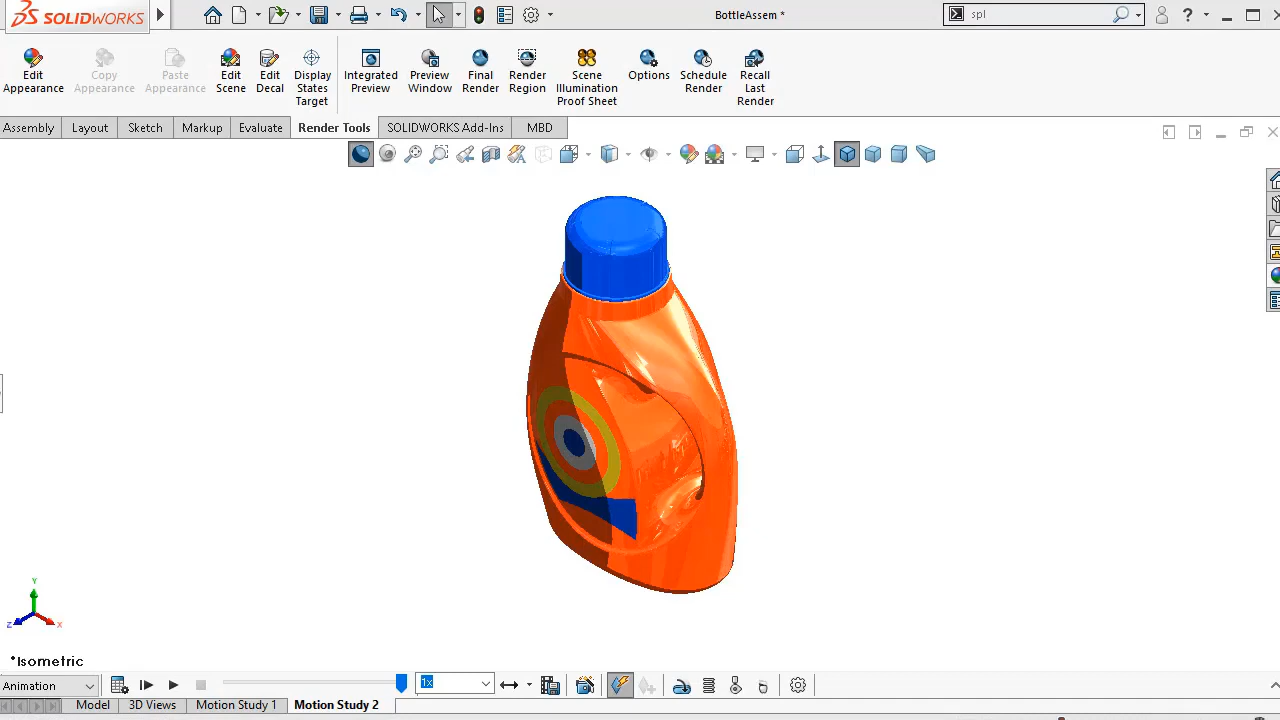 SOLIDWORKS
BottleAssem *
spl
?
Edit Appearance
Copy Appearance
Paste Appearance
Edit Scene
Edit Decal
Display States Target
Integrated Preview
Preview Window
Final Render
Render Region
Scene Illumination Proof Sheet
Options
Schedule Render
Recall Last Render
Assembly Layout Sketch Markup Evaluate Render Tools SOLIDWORKS Add-Ins MBD
Y
Z X
*Isometric
Animation 1x
Model 3D Views Motion Study 1 Motion Study 2